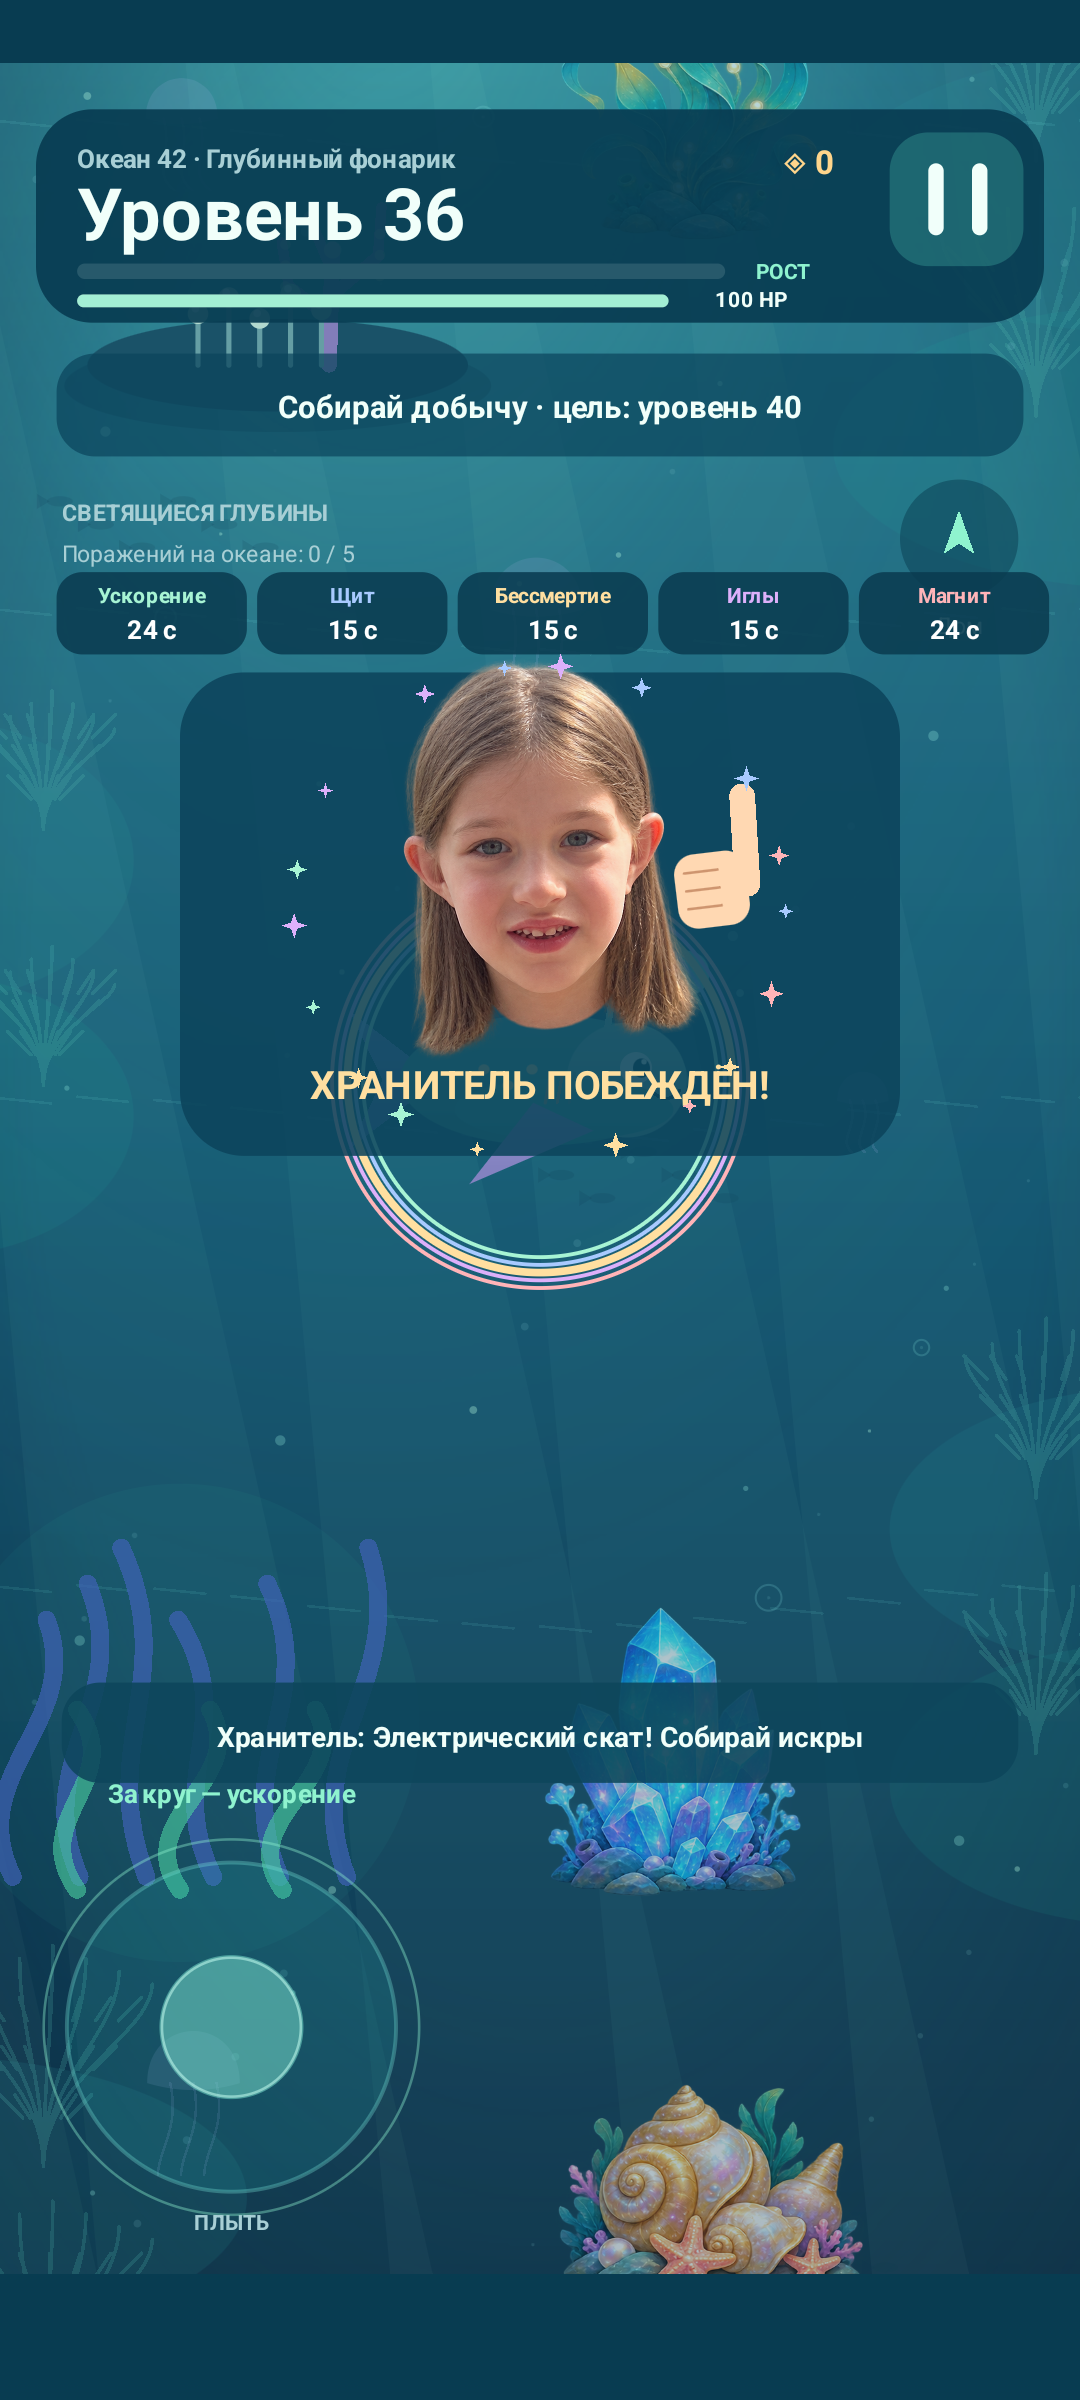 Океан 42 · Глубинный фонарик
0
Уровень 36
РОСТ
100 HP
Собирай добычу · цель: уровень 40
СВЕТЯЩИЕСЯ ГЛУБИНЫ
Поражений на океане: 0 / 5
Ускорение
24 с
Щит
15 с
Бессмертие
15 с
Иглы
15 с
Магнит
24 с
ХРАНИТЕЛЬ ПОБЕЖДЁН!
Хранитель: Электрический скат! Собирай искры
За круг — ускорение
ПЛЫТЬ